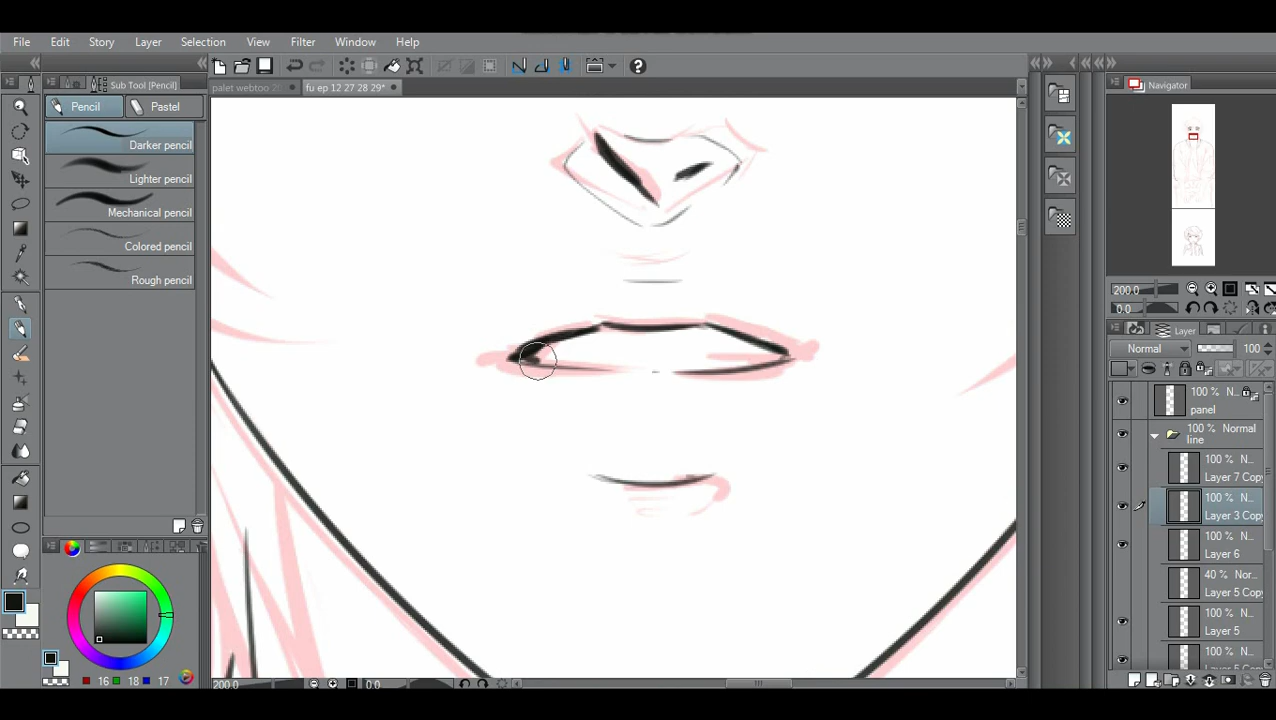 File Edit Story Layer Selection View Filter Window Help
Sub Tool [Pencil]
palet webtoo
fu ep 12 27 28 29*
Navigator
Pencil Pastel
Darker pencil
Lighter pencil
Mechanical pencil
Colored pencil
Rough pencil
200.0
0.0
Layer
Normal 100
100 % N..
panel
100 % Normal
line
100 % N...
Layer 7 Copy
100 % N...
Layer 3 Copy
100 % N...
Layer 6
40 % Nor...
Layer 5 Copy
100 % N...
Layer 5
100 % N...
16 18 17
200.0 0.0